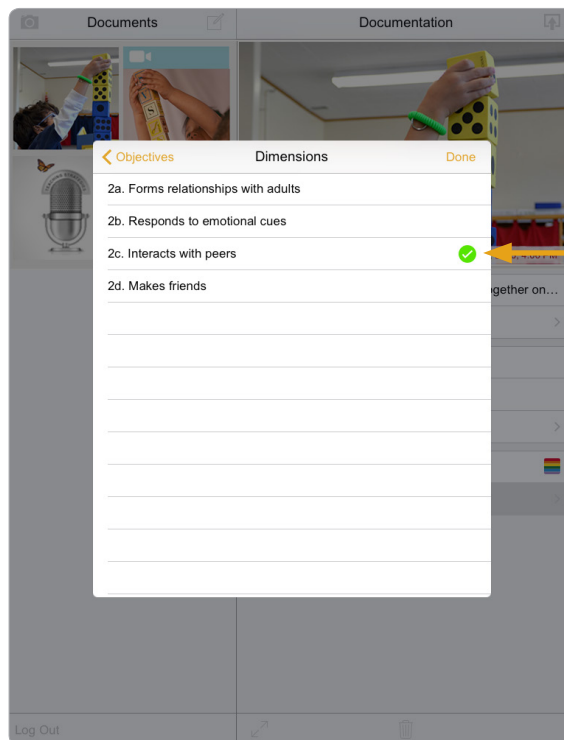 Documents
Documentation
Objectives
Dimensions
Done
2a. Forms relationships with adults
2b. Responds to emotional cues
2c. Interacts with peers
2d. Makes friends
ogether on…
Log Out